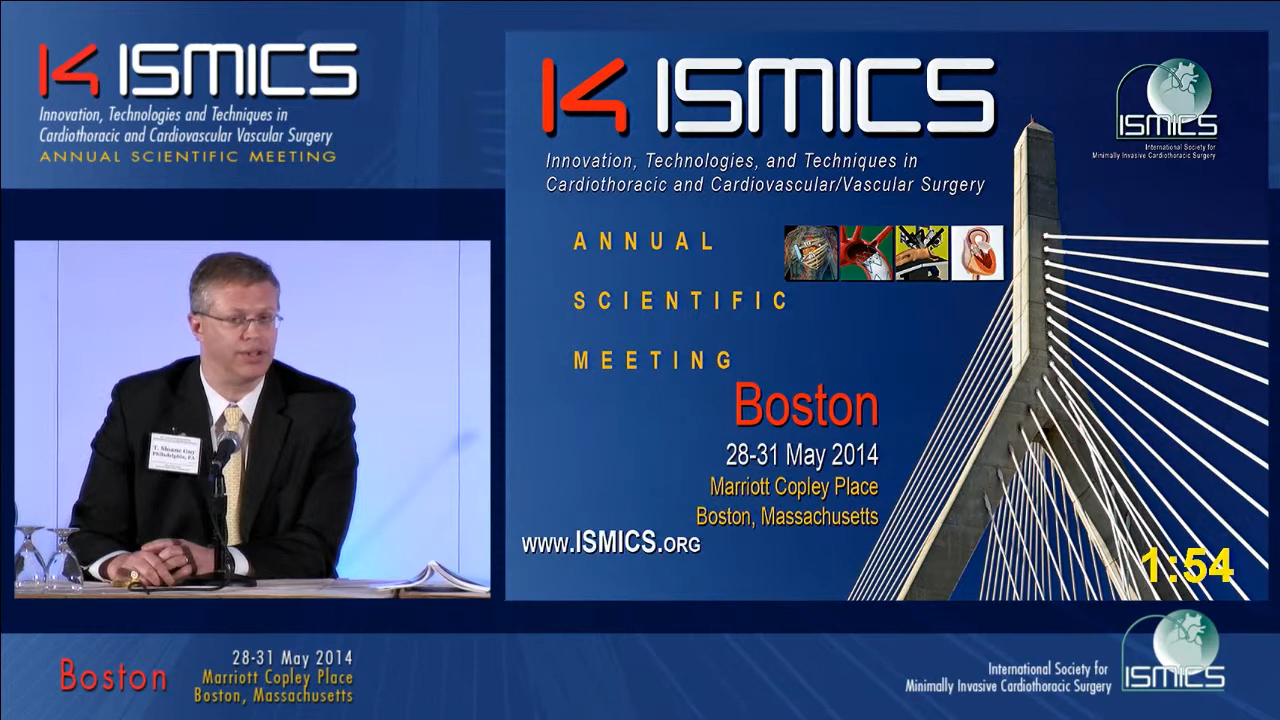 14 ISMICS
Innovation, Technologies and Techniques in
Cardiothoracic and Cardiovascular Vascular Surgery
ANNUAL SCIENTIFIC MEETING
14 ISMICS
Innovation, Technologies, and Techniques in
Cardiothoracic and Cardiovascular/Vascular Surgery
ISMICS
International Society for
Minimally Invasive Cardiothoracic Surgery
ANNUAL
SCIENTIFIC
MEETING
Boston
28-31 May 2014
Marriott Copley Place
Boston, Massachusetts
www.ISMICS.ORG
1:54
T. Sloane Guy
Philadelphia, PA
Boston
28-31 May 2014
Marriott Copley Place
Boston, Massachusetts
International Society for
Minimally Invasive Cardiothoracic Surgery
ISMICS